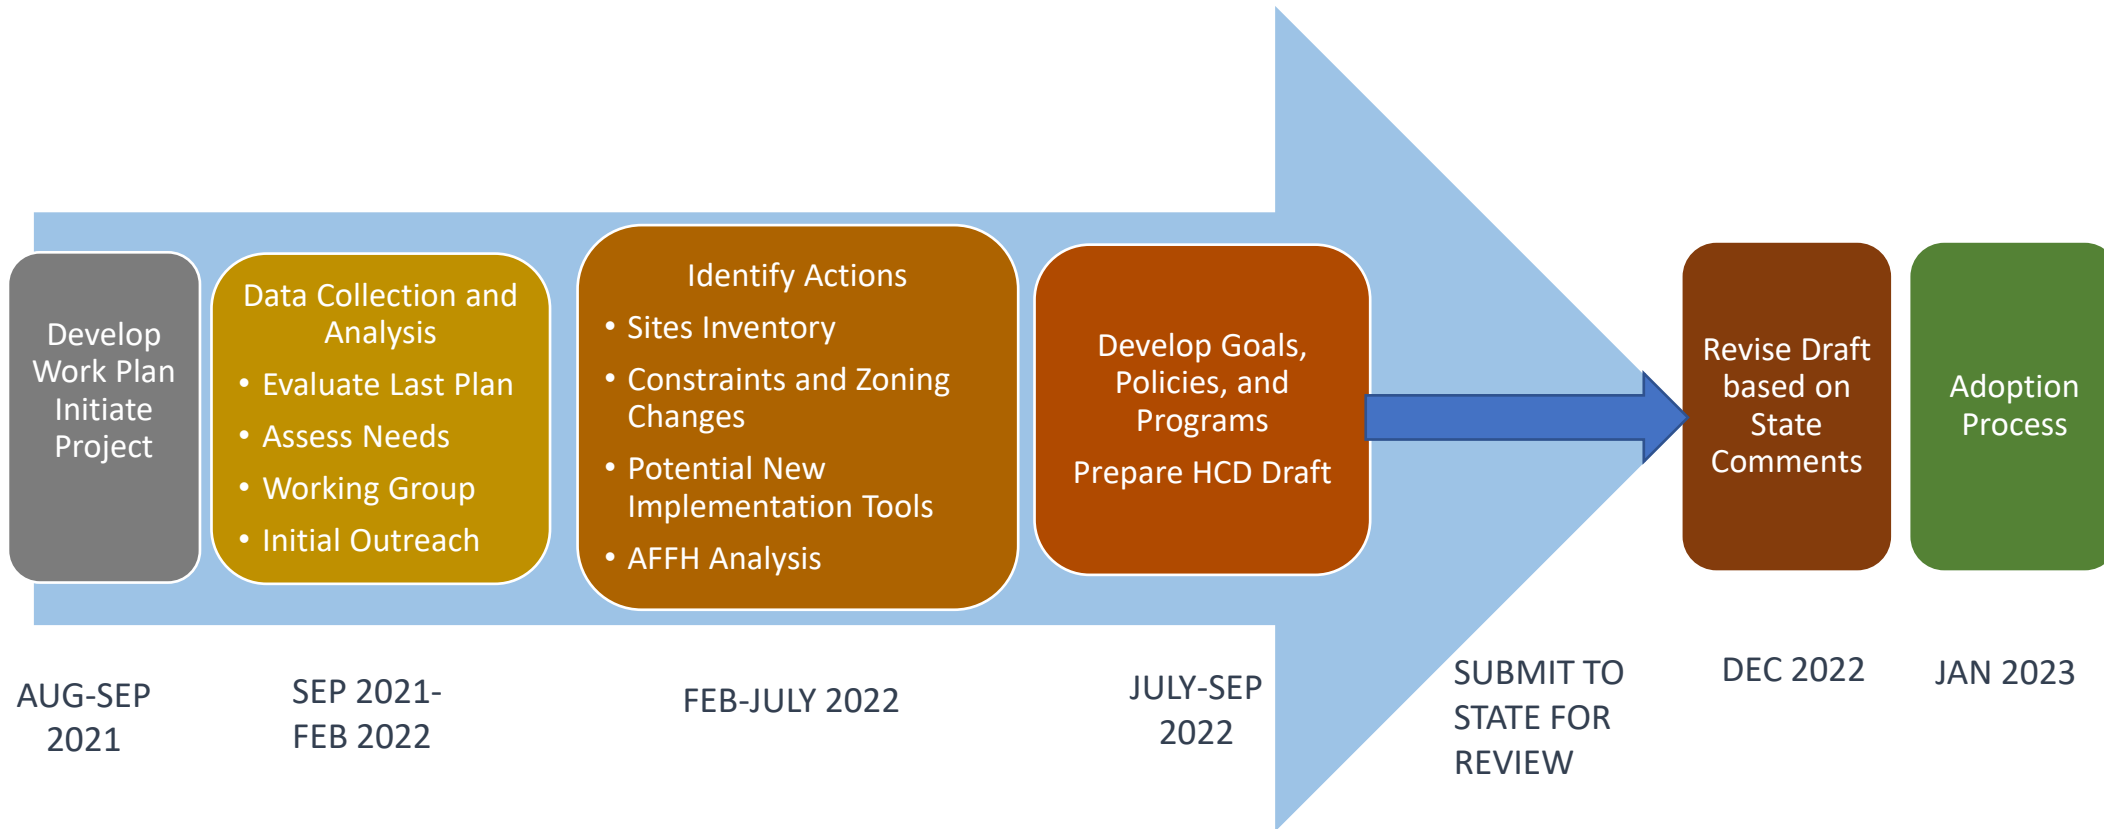 Develop
Work Plan
Initiate
Project
Data Collection and
Analysis
• Evaluate Last Plan
• Assess Needs
• Working Group
• Initial Outreach
Identify Actions
• Sites Inventory
• Constraints and Zoning
Changes
• Potential New
Implementation Tools
• AFFH Analysis
Develop Goals,
Policies, and
Programs
Prepare HCD Draft
Revise Draft
based on
State
Comments
Adoption
Process
AUG-SEP
2021
SEP 2021-
FEB 2022
FEB-JULY 2022
JULY-SEP
2022
SUBMIT TO
STATE FOR
REVIEW
DEC 2022
JAN 2023